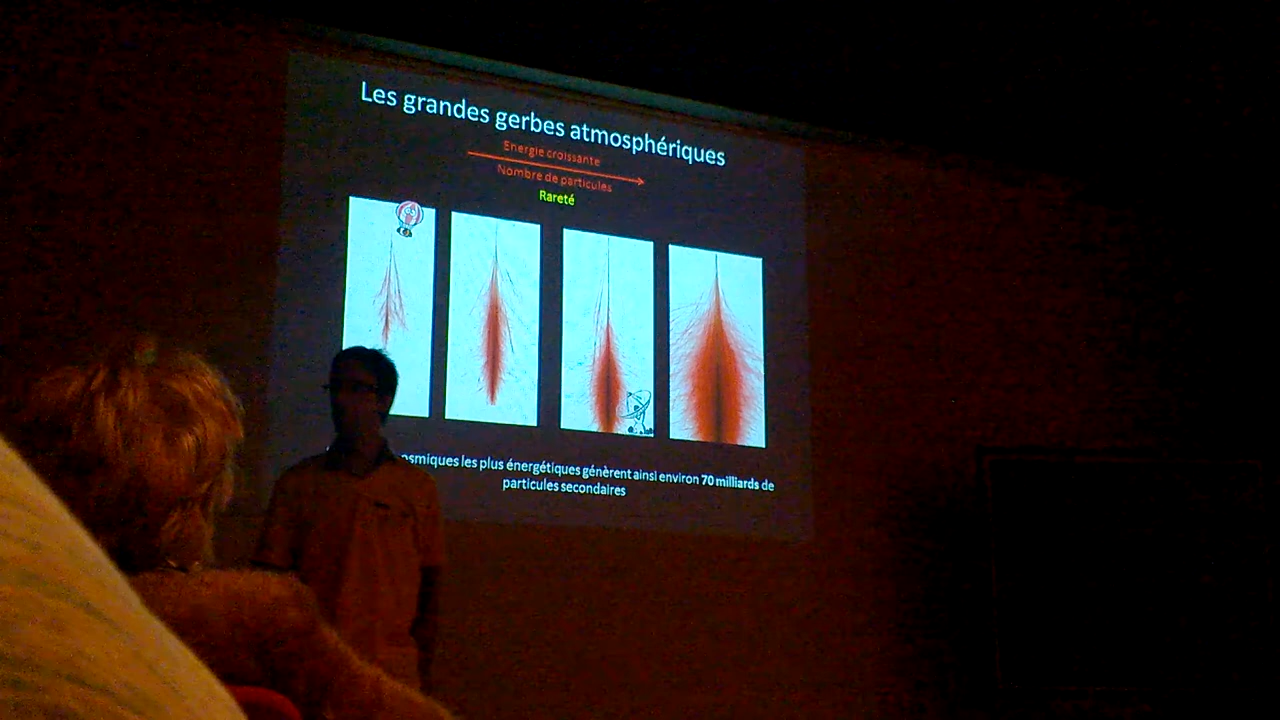 Les grandes gerbes atmosphériques
Energie croissante
Nombre de particules
Rareté
les plus énergétiques génèrent ainsi environ 70 milliards de
particules secondaires